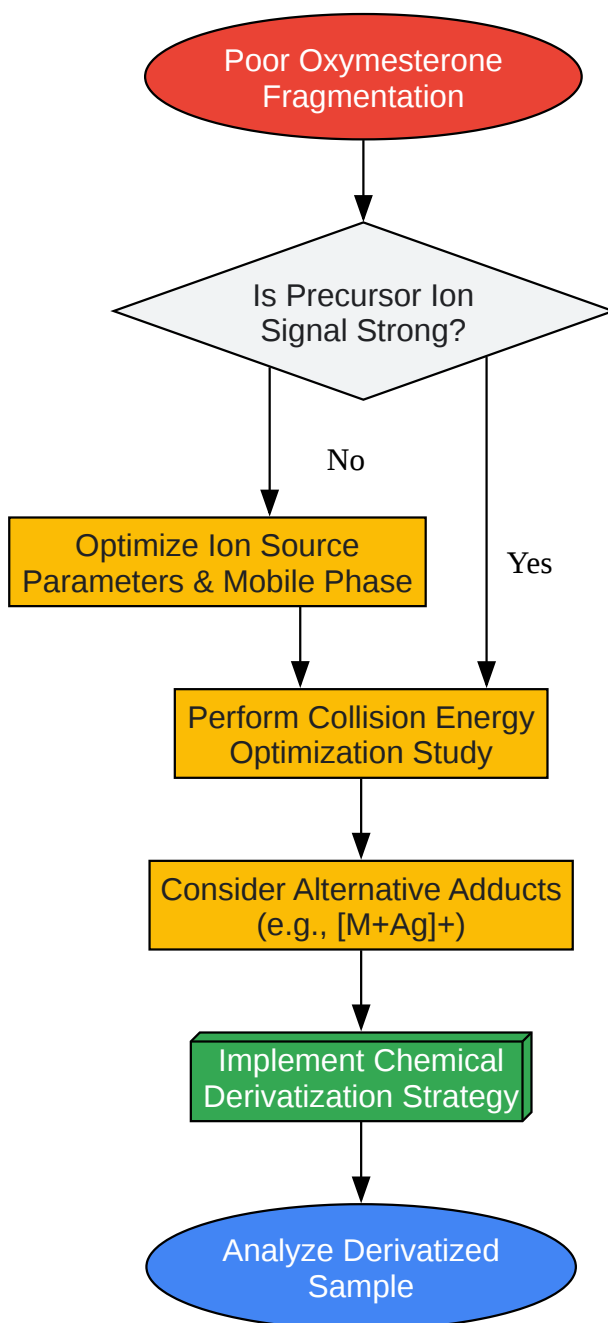 Poor Oxymesterone
Fragmentation
Is Precursor Ion
Signal Strong?
No
Optimize Ion Source
Parameters & Mobile Phase
Yes
Perform Collision Energy
Optimization Study
Consider Alternative Adducts
(e.g., [M+Ag]+)
Implement Chemical
Derivatization Strategy
Analyze Derivatized
Sample